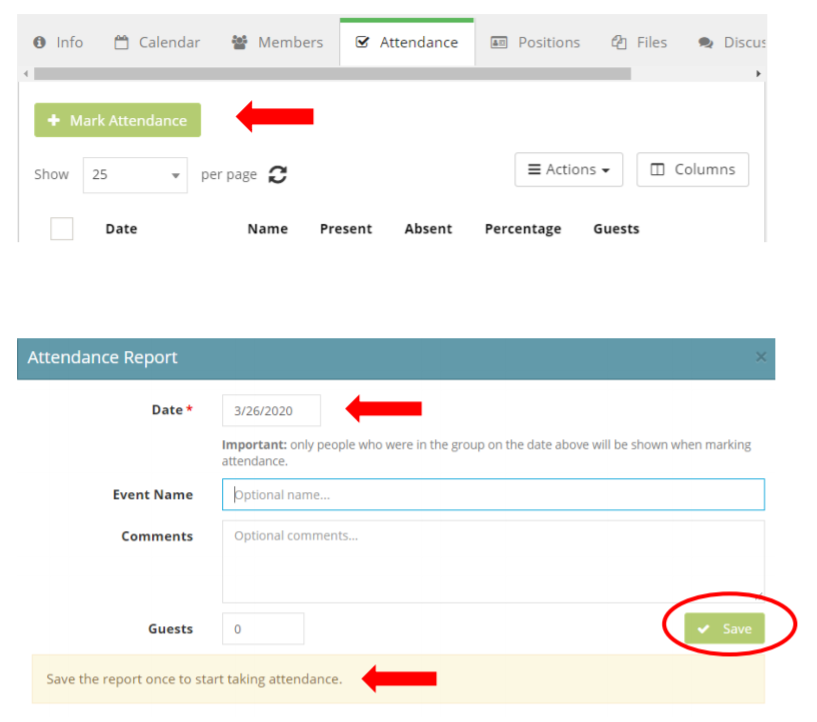 Info Calendar Members Attendance Positions Files Discus
Mark Attendance
Show 25 per page Actions Columns
Date Name Present Absent Percentage Guests
Attendance Report ×
Date * 3/26/2020
Important: only people who were in the group on the date above will be shown when marking
attendance.
Event Name Optional name...
Comments Optional comments...
Guests 0 Save
Save the report once to start taking attendance.